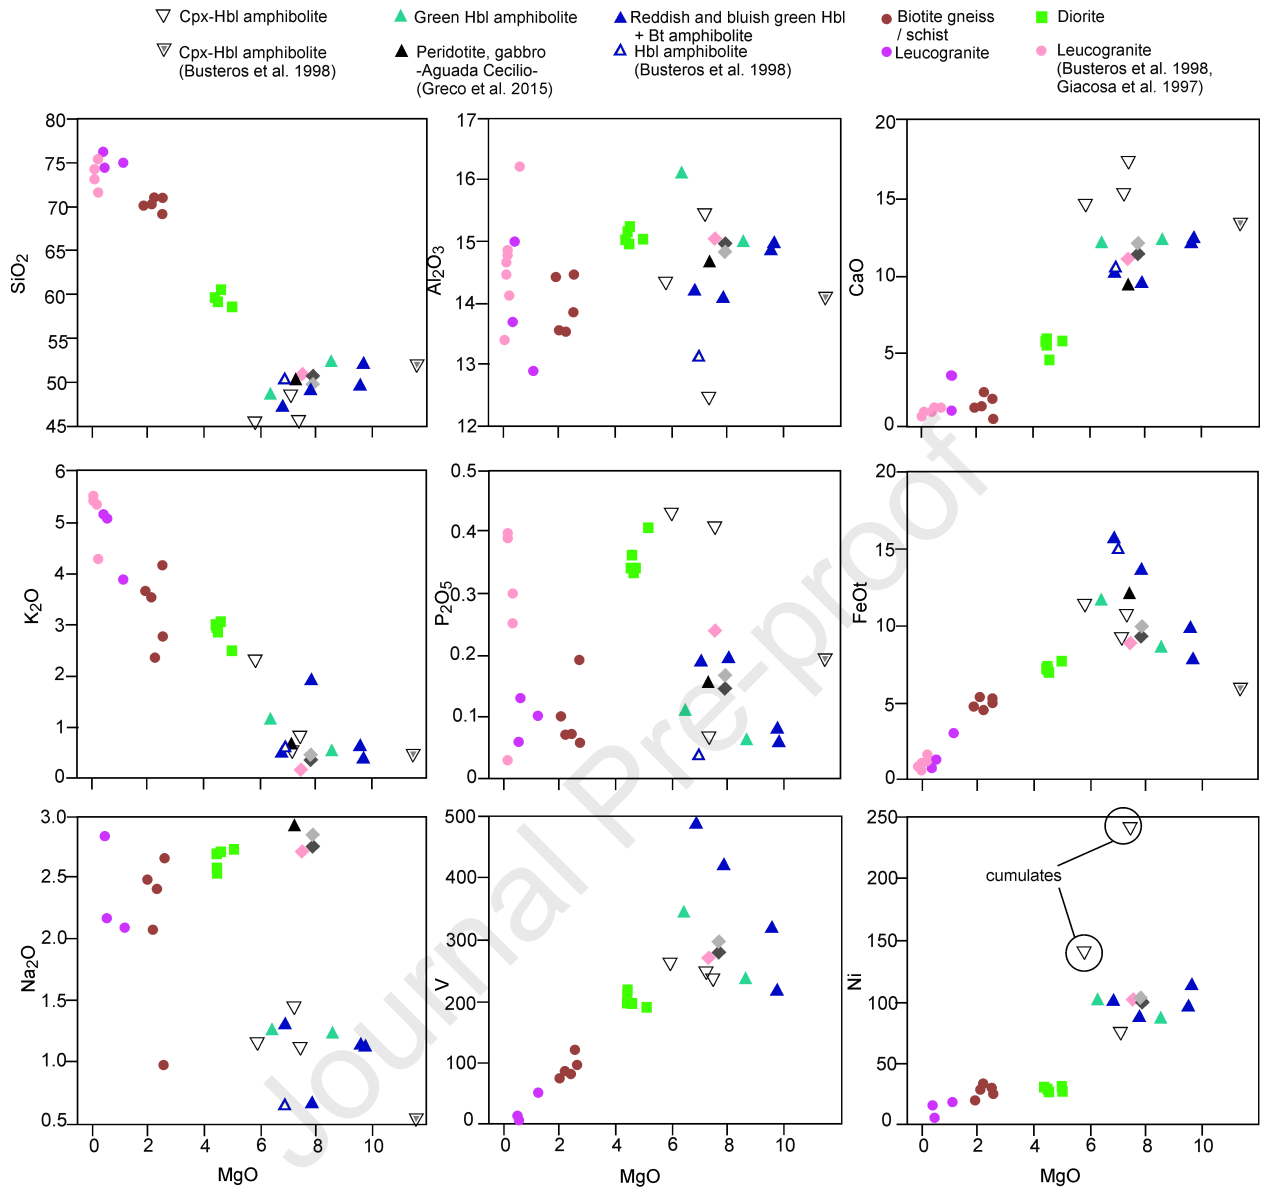 Cpx-Hbl amphibolite
Green Hbl amphibolite
Reddish and bluish green Hbl
+ Bt amphibolite
Biotite gneiss
/ schist
Diorite
Cpx-Hbl amphibolite
(Busteros et al. 1998)
Peridotite, gabbro
-Aguada Cecilio-
(Greco et al. 2015)
Hbl amphibolite
(Busteros et al. 1998)
Leucogranite
Leucogranite
(Busteros et al. 1998,
Giacosa et al. 1997)
80
75
70
65
60
55
50
45
SiO2
17
16
15
14
13
12
Al2O3
20
15
10
5
0
CaO
6
5
4
3
2
1
0
K2O
0.5
0.4
0.3
0.2
0.1
0
P2O5
20
15
10
5
0
FeOt
3.0
2.5
2.0
1.5
1.0
0.5
Na2O
0 2 4 6 8 10
MgO
500
400
300
200
100
0
V
0 2 4 6 8 10
MgO
250
200
150
100
50
0
Ni
cumulates
0 2 4 6 8 10
MgO
Journal Pre-proof